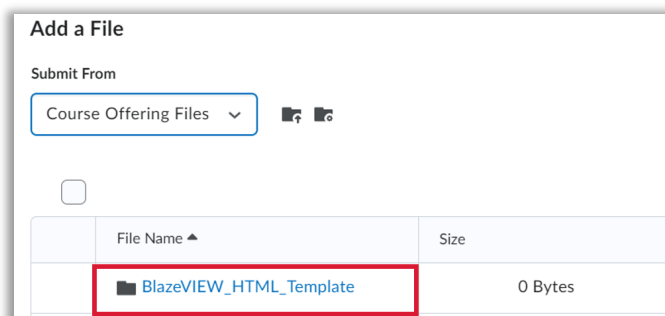 Add a File
Submit From
Course Offering Files
File Name Size
BlazeVIEW_HTML_Template 0 Bytes